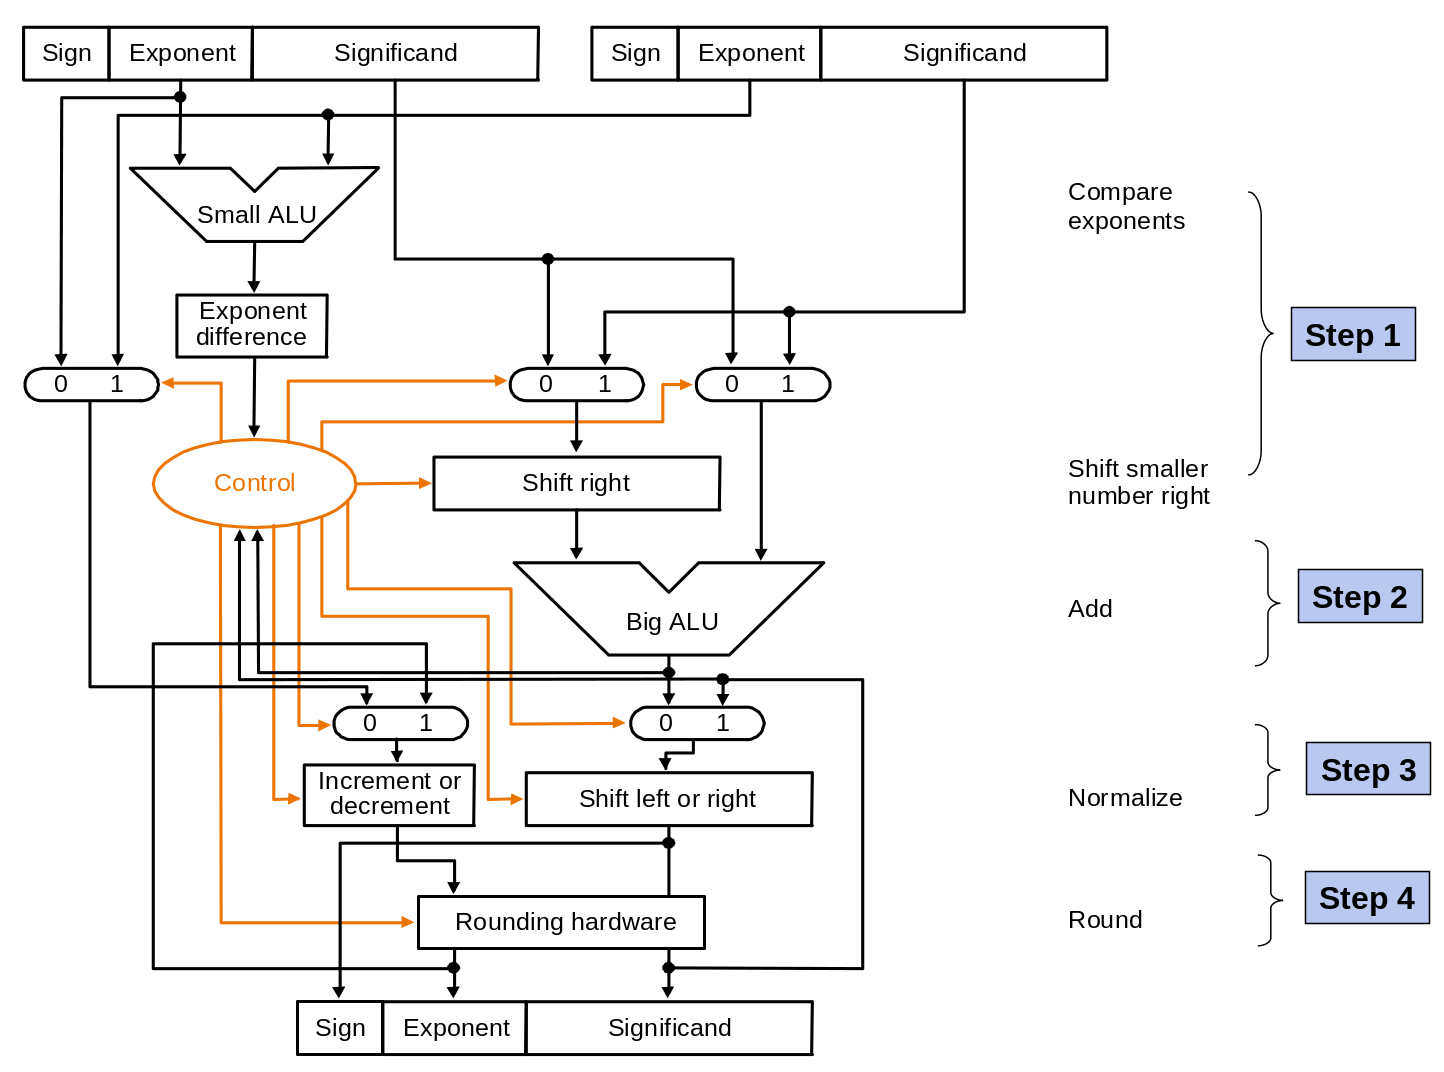 Sign Exponent Significand Sign Exponent Significand
Compare
exponents
Small ALU
Exponent
difference
Step 1
0 1 0 1 0 1
Control
Shift right
Shift smaller
number right
Big ALU
Add
Step 2
0 1 0 1
Increment or
decrement
Shift left or right
Normalize
Step 3
Rounding hardware
Round
Step 4
Sign Exponent Significand